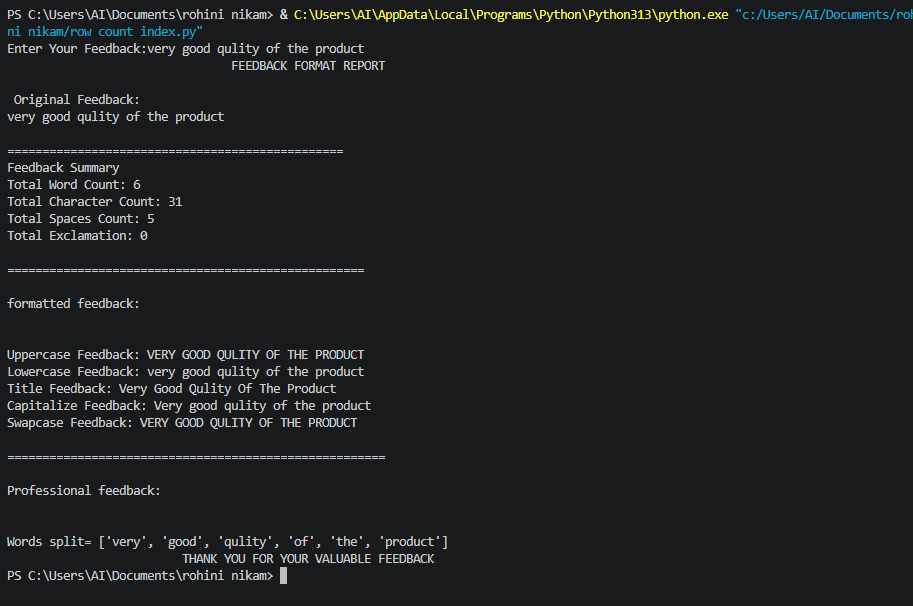 PS C:\Users\AI\Documents\rohini nikam> & C:\Users\AI\AppData\Local\Programs\Python\Python313\python.exe "c:/Users/AI/Documents/roh
ni nikam/row count index.py"
Enter Your Feedback:very good qulity of the product
FEEDBACK FORMAT REPORT
Original Feedback:
very good qulity of the product
================================================
Feedback Summary
Total Word Count: 6
Total Character Count: 31
Total Spaces Count: 5
Total Exclamation: 0
===================================================
formatted feedback:
Uppercase Feedback: VERY GOOD QULITY OF THE PRODUCT
Lowercase Feedback: very good qulity of the product
Title Feedback: Very Good Qulity Of The Product
Capitalize Feedback: Very good qulity of the product
Swapcase Feedback: VERY GOOD QULITY OF THE PRODUCT
======================================================
Professional feedback:
Words split= ['very', 'good', 'qulity', 'of', 'the', 'product']
THANK YOU FOR YOUR VALUABLE FEEDBACK
PS C:\Users\AI\Documents\rohini nikam>